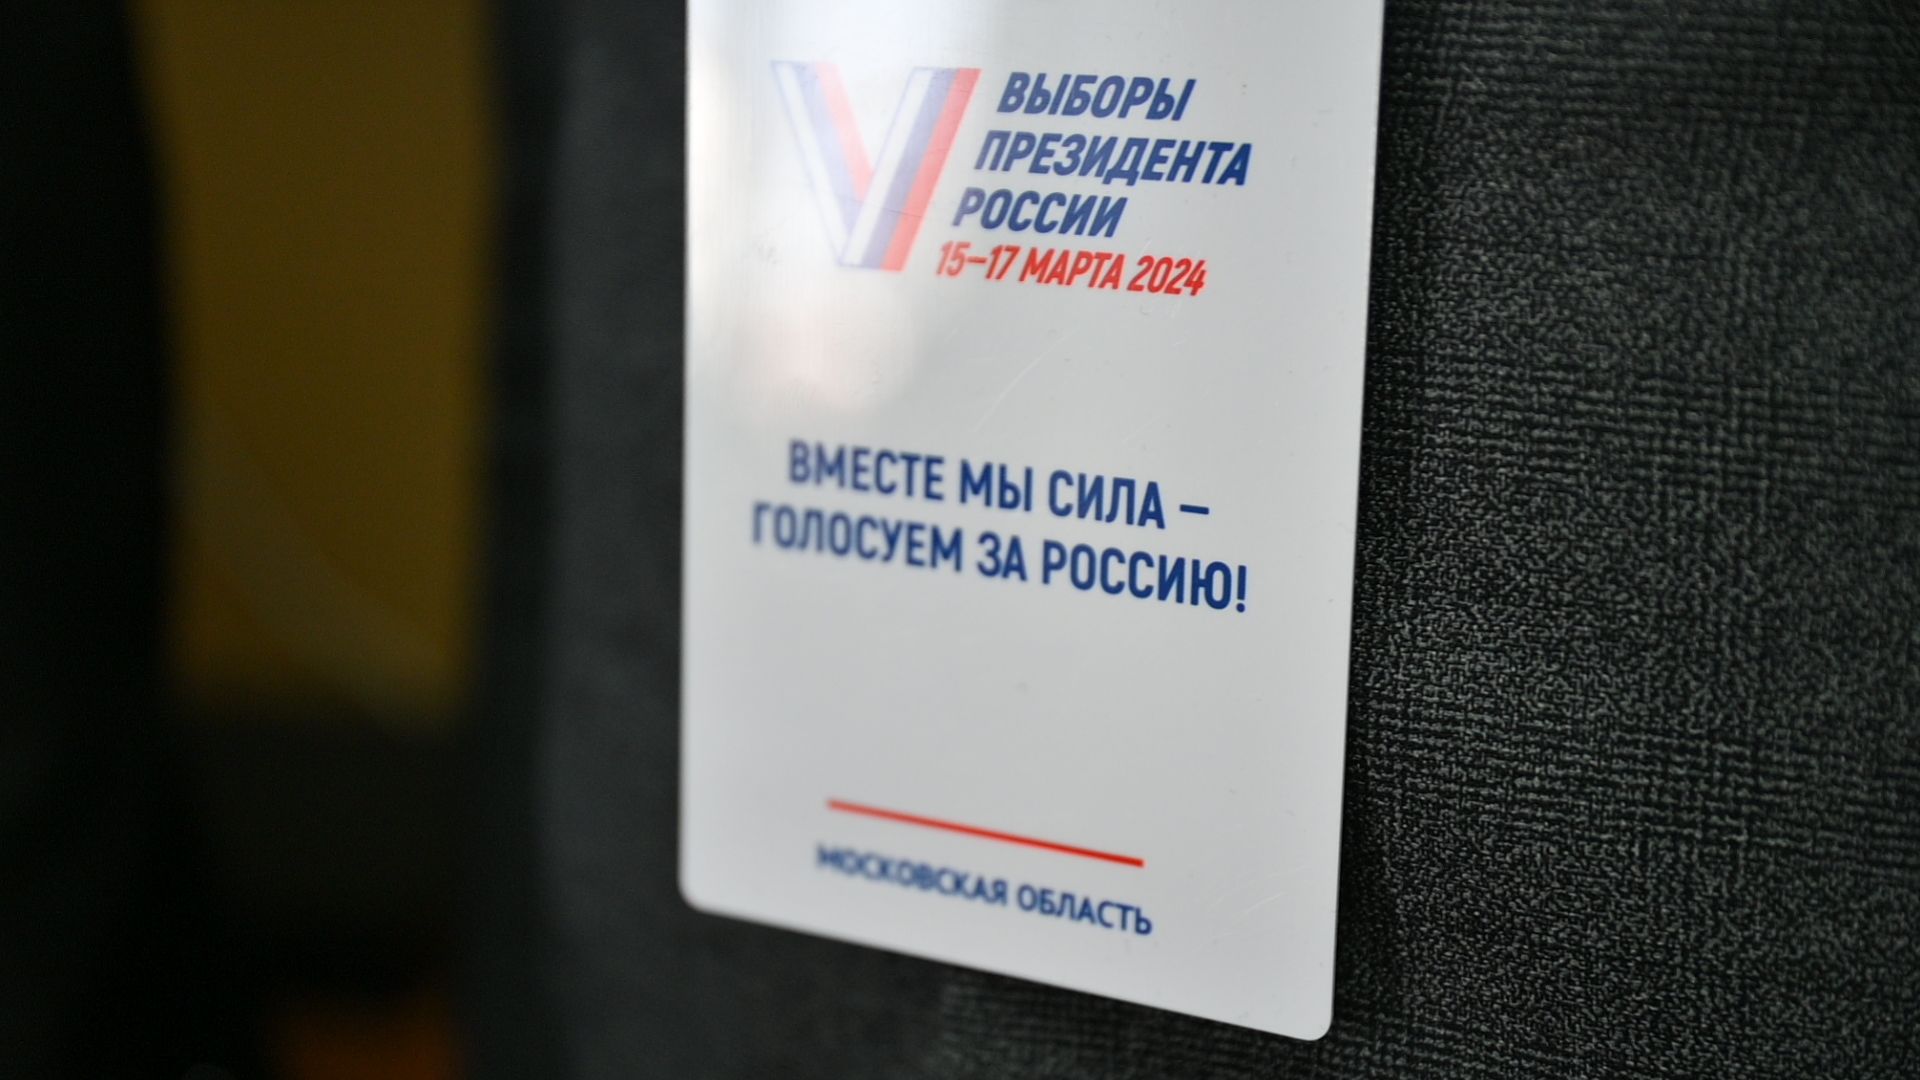 ВЫБОРЫ
ПРЕЗИДЕНТА
РОССИИ
15–17 МАРТА 2024
ВМЕСТЕ МЫ СИЛА –
ГОЛОСУЕМ ЗА РОССИЮ!
МОСКОВСКАЯ ОБЛАСТЬ